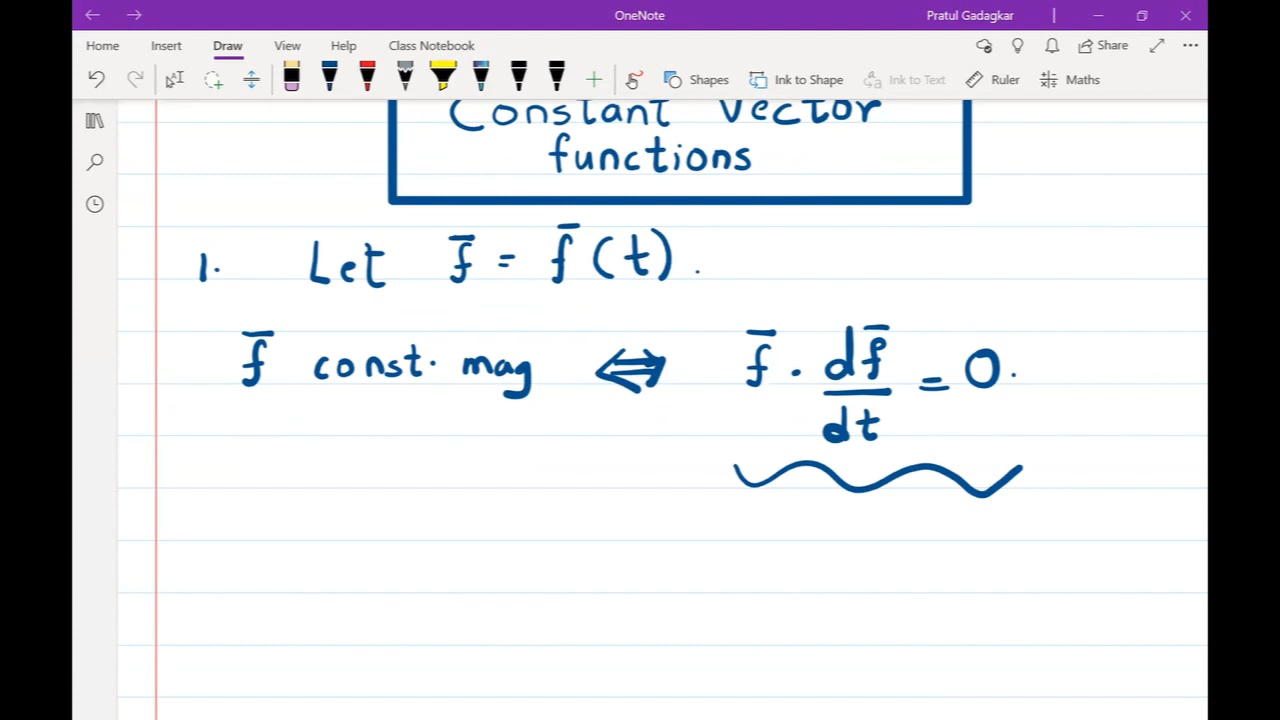 OneNote
Pratul Gadagkar
Home Insert Draw View Help Class Notebook
Share
Shapes Ink to Shape Ink to Text Ruler Maths
Constant Vector
functions
1. Let f̄ = f̄(t).
f̄ const. mag ⟺ f̄ · df̄/dt = 0.